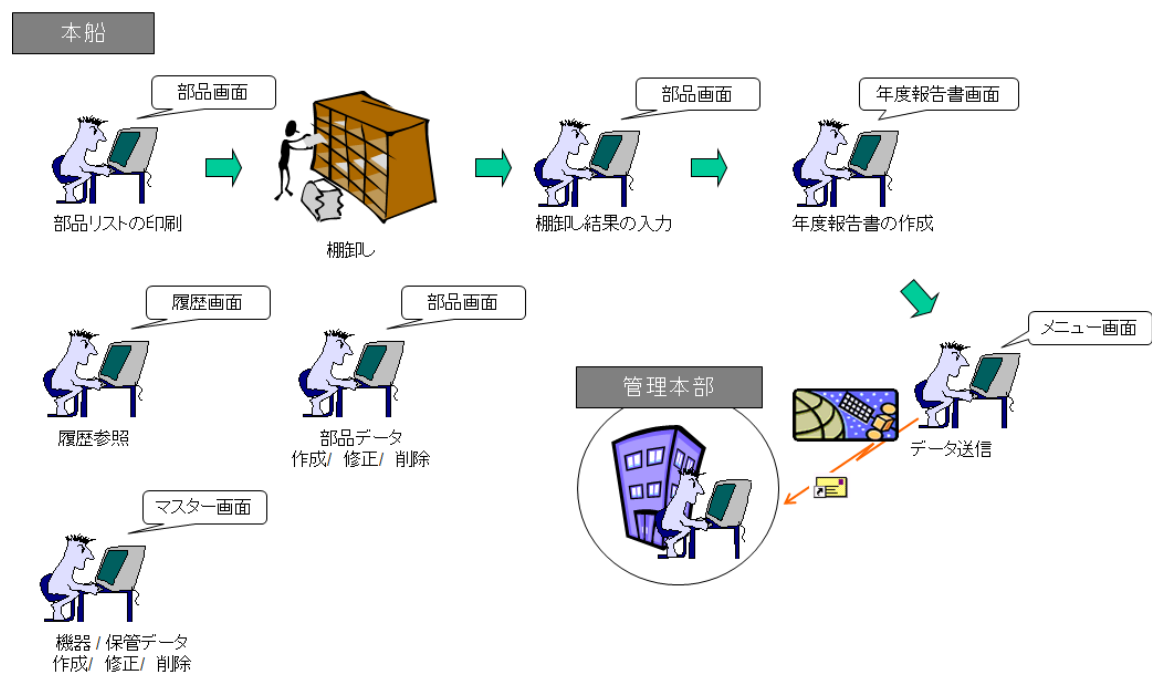 本船
部品画面
部品画面
年度報告書画面
部品リストの印刷
棚卸し
棚卸し結果の入力
年度報告書の作成
履歴画面
部品画面
メニュー画面
管理本部
履歴参照
部品データ
作成/ 修正/ 削除
データ送信
マスター画面
機器 / 保管データ
作成/ 修正/ 削除